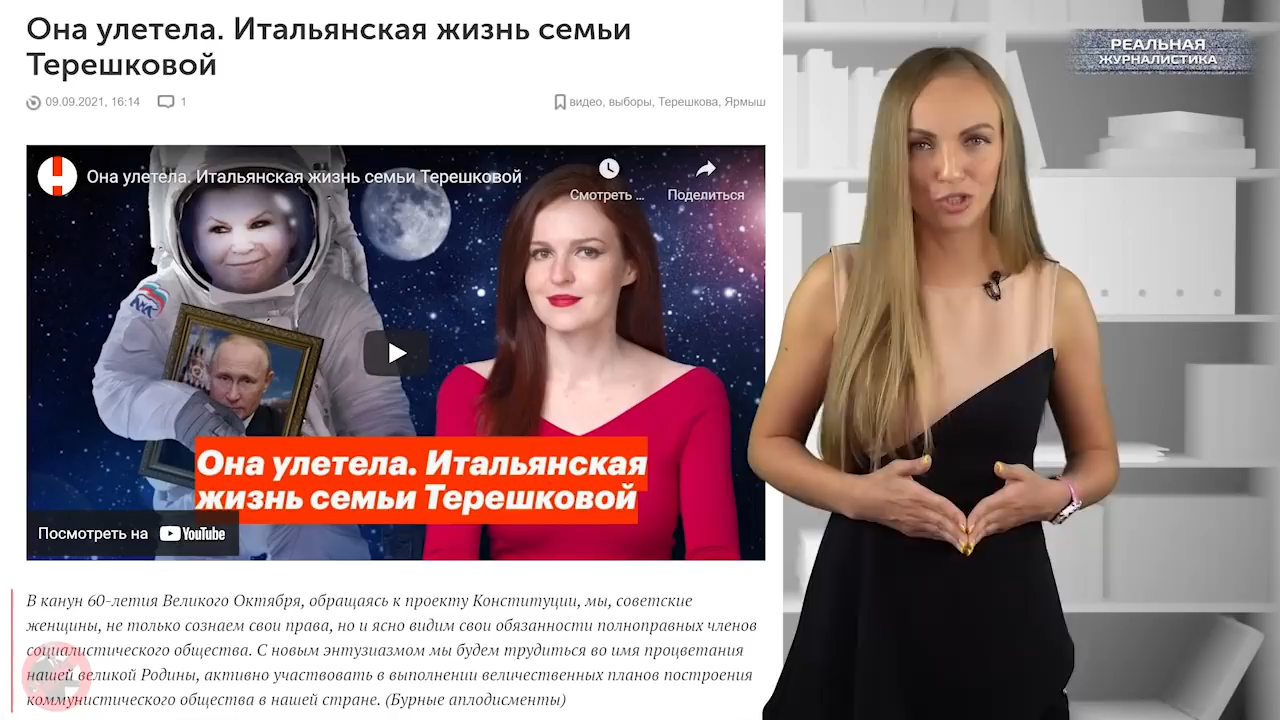 Она улетела. Итальянская жизнь семьи
Терешковой
09.09.2021, 16:14
1
видео, выборы, Терешкова, Ярмыш
РЕАЛЬНАЯ
ЖУРНАЛИСТИКА
Она улетела. Итальянская жизнь семьи Терешковой
Смотреть ...
Поделиться
Она улетела. Итальянская
жизнь семьи Терешковой
Посмотреть на YouTube
В канун 60-летия Великого Октября, обращаясь к проекту Конституции, мы, советские
женщины, не только сознаем свои права, но и ясно видим свои обязанности полноправных членов
социалистического общества. С новым энтузиазмом мы будем трудиться во имя процветания
нашей великой Родины, активно участвовать в выполнении величественных планов построения
коммунистического общества в нашей стране. (Бурные аплодисменты)